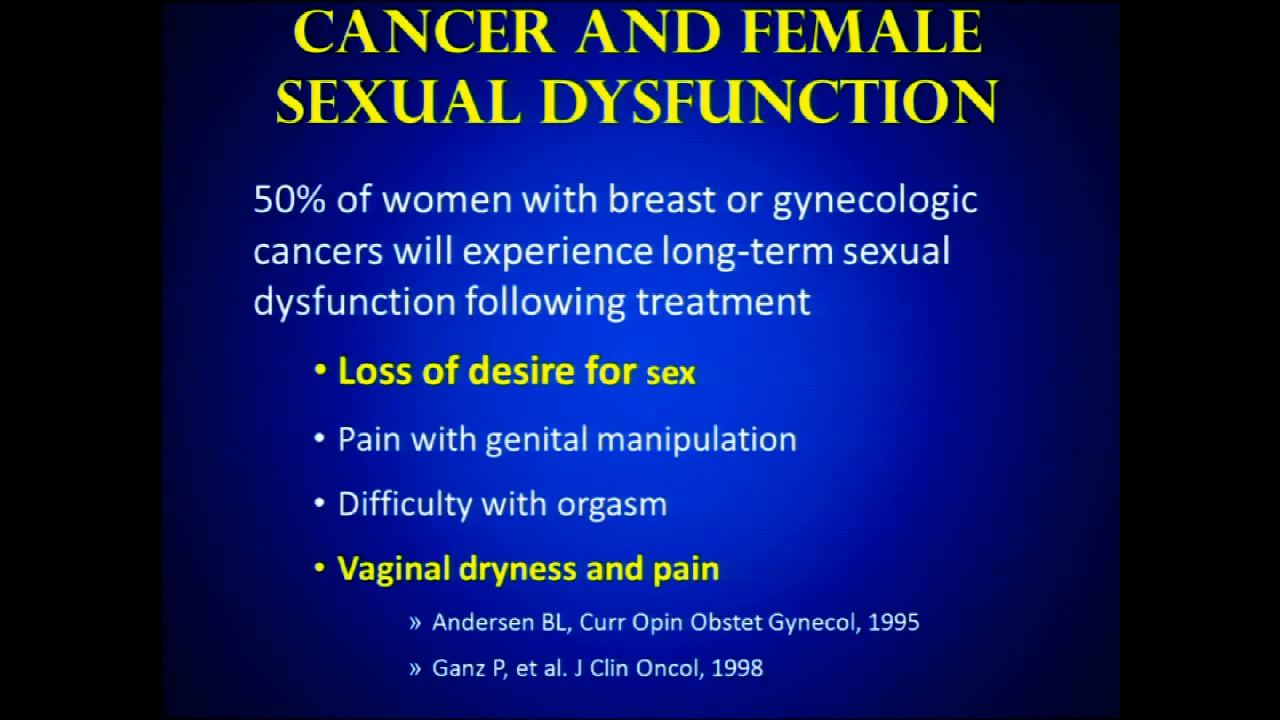 CANCER AND FEMALE
SEXUAL DYSFUNCTION
50% of women with breast or gynecologic
cancers will experience long-term sexual
dysfunction following treatment
• Loss of desire for sex
• Pain with genital manipulation
• Difficulty with orgasm
• Vaginal dryness and pain
» Andersen BL, Curr Opin Obstet Gynecol, 1995
» Ganz P, et al. J Clin Oncol, 1998